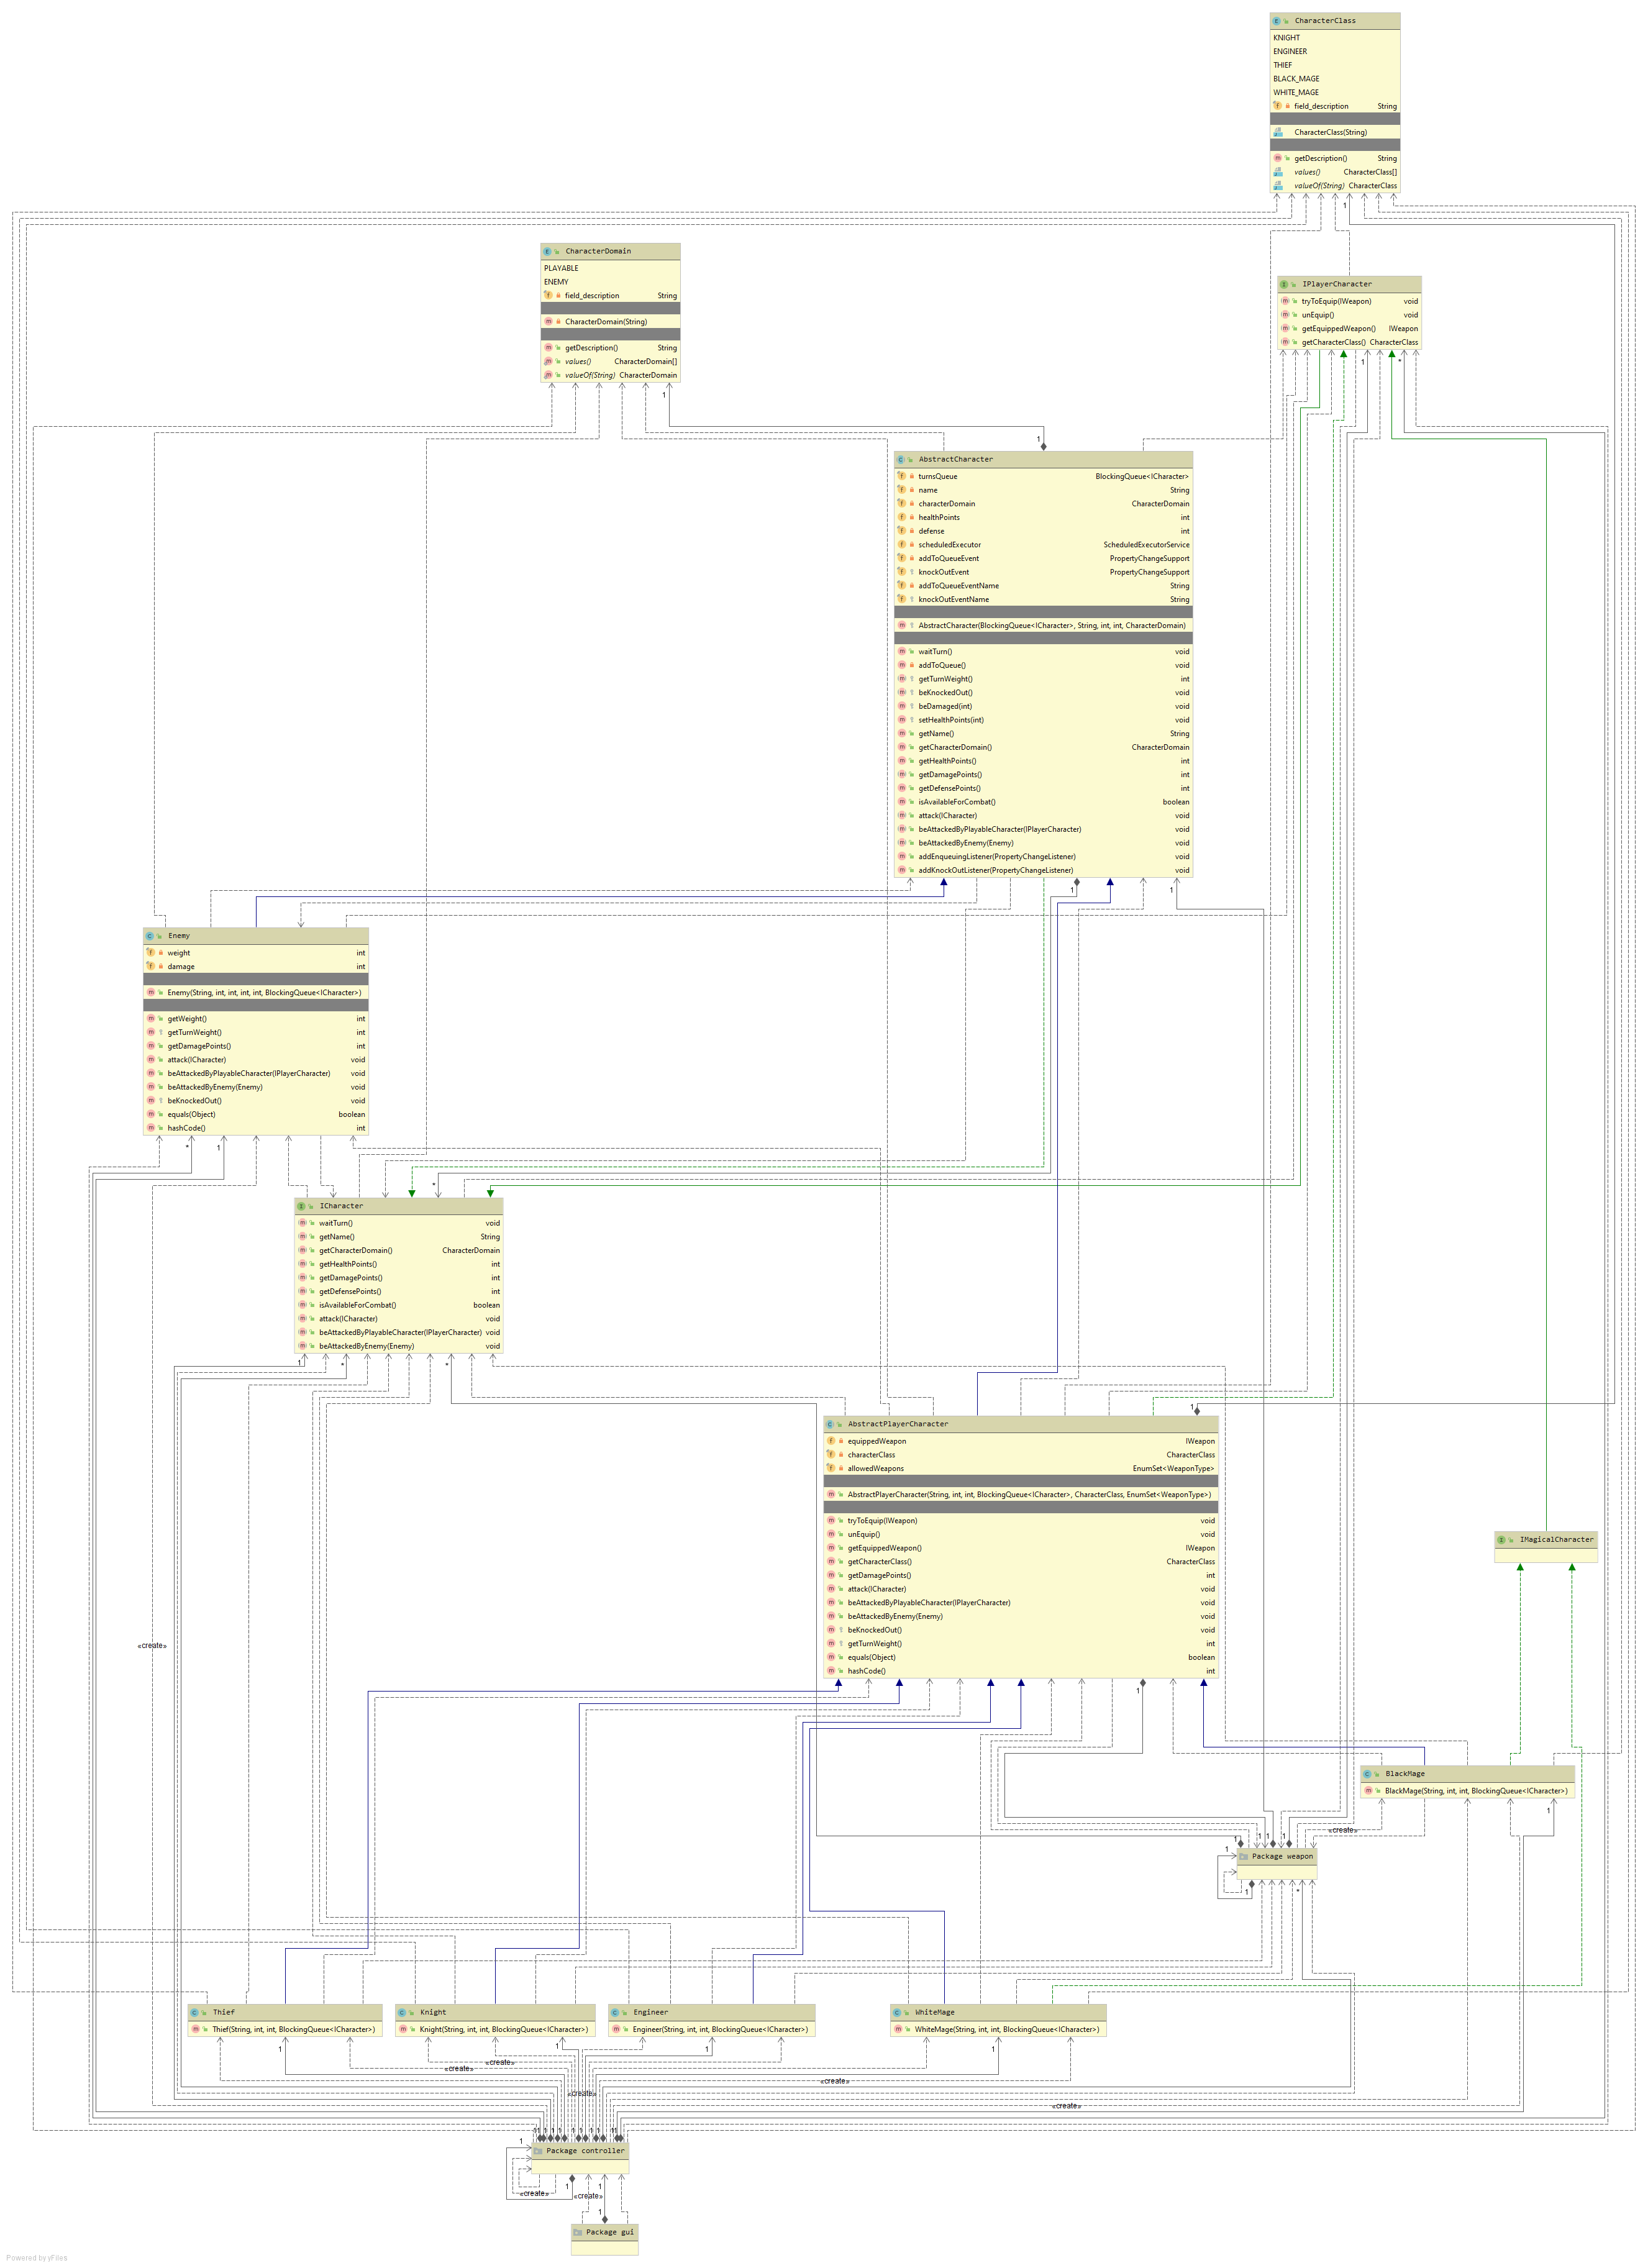 CharacterClass
KNIGHT
ENGINEER
THIEF
BLACK_MAGE
WHITE_MAGE
field_description String
CharacterClass(String)
getDescription() String
values() CharacterClass[]
valueOf(String) CharacterClass
1
CharacterDomain
PLAYABLE
ENEMY
field_description String
CharacterDomain(String)
getDescription() String
values() CharacterDomain[]
valueOf(String) CharacterDomain
1
1
IPlayerCharacter
tryToEquip(IWeapon) void
unEquip() void
getEquippedWeapon() IWeapon
getCharacterClass() CharacterClass
1
*
AbstractCharacter
turnsQueue BlockingQueue<ICharacter>
name String
characterDomain CharacterDomain
healthPoints int
defense int
scheduledExecutor ScheduledExecutorService
addToQueueEvent PropertyChangeSupport
knockOutEvent PropertyChangeSupport
addToQueueEventName String
knockOutEventName String
AbstractCharacter(BlockingQueue<ICharacter>, String, int, int, CharacterDomain)
waitTurn() void
addToQueue() void
getTurnWeight() int
beKnockedOut() void
beDamaged(int) void
setHealthPoints(int) void
getName() String
getCharacterDomain() CharacterDomain
getHealthPoints() int
getDamagePoints() int
getDefensePoints() int
isAvailableForCombat() boolean
attack(ICharacter) void
beAttackedByPlayableCharacter(IPlayerCharacter) void
beAttackedByEnemy(Enemy) void
addEnqueuingListener(PropertyChangeListener) void
addKnockOutListener(PropertyChangeListener) void
1
1
Enemy
weight int
damage int
Enemy(String, int, int, int, int, BlockingQueue<ICharacter>)
getWeight() int
getTurnWeight() int
getDamagePoints() int
attack(ICharacter) void
beAttackedByPlayableCharacter(IPlayerCharacter) void
beAttackedByEnemy(Enemy) void
beKnockedOut() void
equals(Object) boolean
hashCode() int
*
1
*
ICharacter
waitTurn() void
getName() String
getCharacterDomain() CharacterDomain
getHealthPoints() int
getDamagePoints() int
getDefensePoints() int
isAvailableForCombat() boolean
attack(ICharacter) void
beAttackedByPlayableCharacter(IPlayerCharacter) void
beAttackedByEnemy(Enemy) void
1
*
*
1
AbstractPlayerCharacter
equippedWeapon IWeapon
characterClass CharacterClass
allowedWeapons EnumSet<WeaponType>
AbstractPlayerCharacter(String, int, int, BlockingQueue<ICharacter>, CharacterClass, EnumSet<WeaponType>)
tryToEquip(IWeapon) void
unEquip() void
getEquippedWeapon() IWeapon
getCharacterClass() CharacterClass
getDamagePoints() int
attack(ICharacter) void
beAttackedByPlayableCharacter(IPlayerCharacter) void
beAttackedByEnemy(Enemy) void
beKnockedOut() void
getTurnWeight() int
equals(Object) boolean
hashCode() int
1
IMagicalCharacter
«create»
BlackMage
BlackMage(String, int, int, BlockingQueue<ICharacter>)
1
«create»
1
1
1
1
1
Package weapon
1
*
Thief
Thief(String, int, int, BlockingQueue<ICharacter>)
Knight
Knight(String, int, int, BlockingQueue<ICharacter>)
Engineer
Engineer(String, int, int, BlockingQueue<ICharacter>)
WhiteMage
WhiteMage(String, int, int, BlockingQueue<ICharacter>)
1
1
1
1
«create»
«create»
«create»
«create»
«create»
1
Package controller
1
1
«create»
«create»
1
Package gui
Powered by yFiles